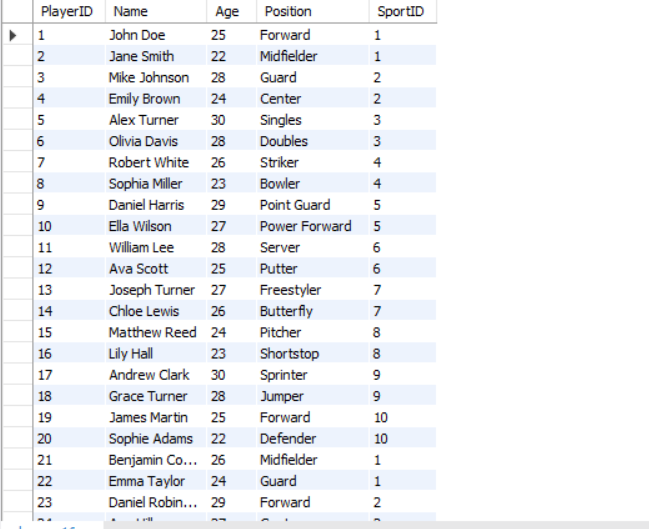 PlayerID Name Age Position SportID
1 John Doe 25 Forward 1
2 Jane Smith 22 Midfielder 1
3 Mike Johnson 28 Guard 2
4 Emily Brown 24 Center 2
5 Alex Turner 30 Singles 3
6 Olivia Davis 28 Doubles 3
7 Robert White 26 Striker 4
8 Sophia Miller 23 Bowler 4
9 Daniel Harris 29 Point Guard 5
10 Ella Wilson 27 Power Forward 5
11 William Lee 28 Server 6
12 Ava Scott 25 Putter 6
13 Joseph Turner 27 Freestyler 7
14 Chloe Lewis 26 Butterfly 7
15 Matthew Reed 24 Pitcher 8
16 Lily Hall 23 Shortstop 8
17 Andrew Clark 30 Sprinter 9
18 Grace Turner 28 Jumper 9
19 James Martin 25 Forward 10
20 Sophie Adams 22 Defender 10
21 Benjamin Co... 26 Midfielder 1
22 Emma Taylor 24 Guard 1
23 Daniel Robin... 29 Forward 2